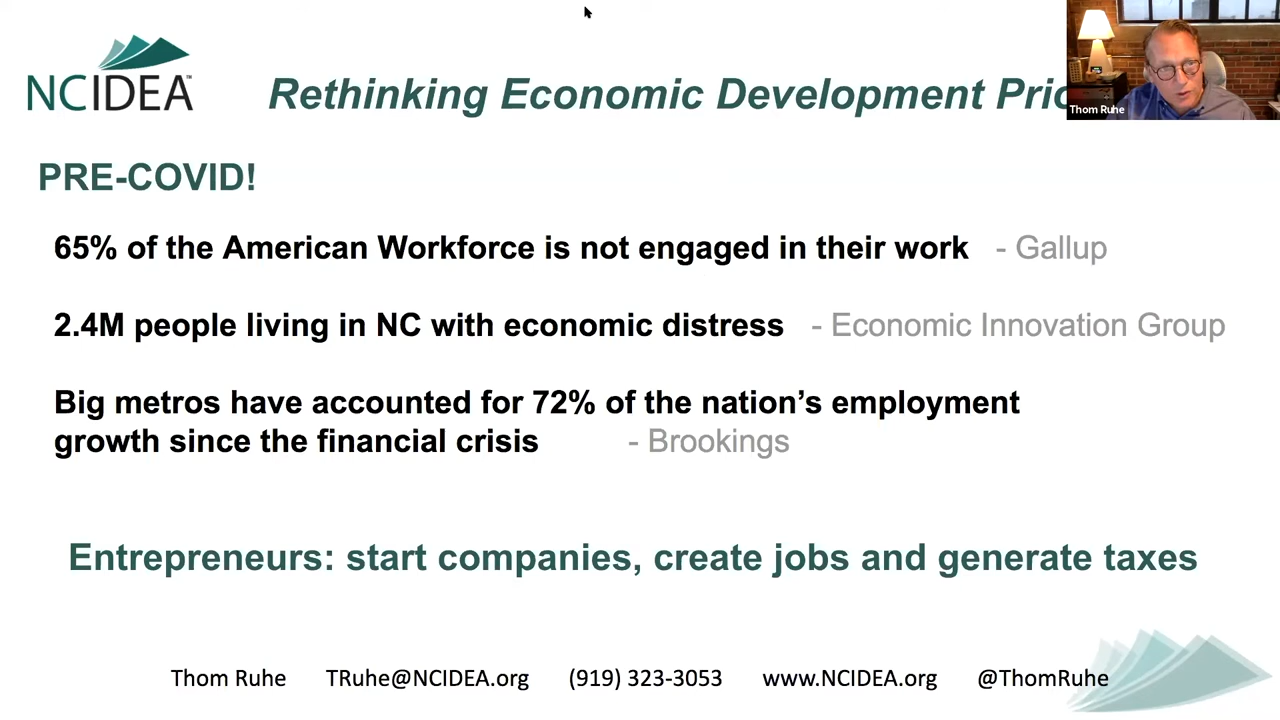 NCIDEA™
Rethinking Economic Development
Thom Ruhe
PRE-COVID!
65% of the American Workforce is not engaged in their work - Gallup
2.4M people living in NC with economic distress - Economic Innovation Group
Big metros have accounted for 72% of the nation’s employment
growth since the financial crisis - Brookings
Entrepreneurs: start companies, create jobs and generate taxes
Thom Ruhe TRuhe@NCIDEA.org (919) 323-3053 www.NCIDEA.org @ThomRuhe